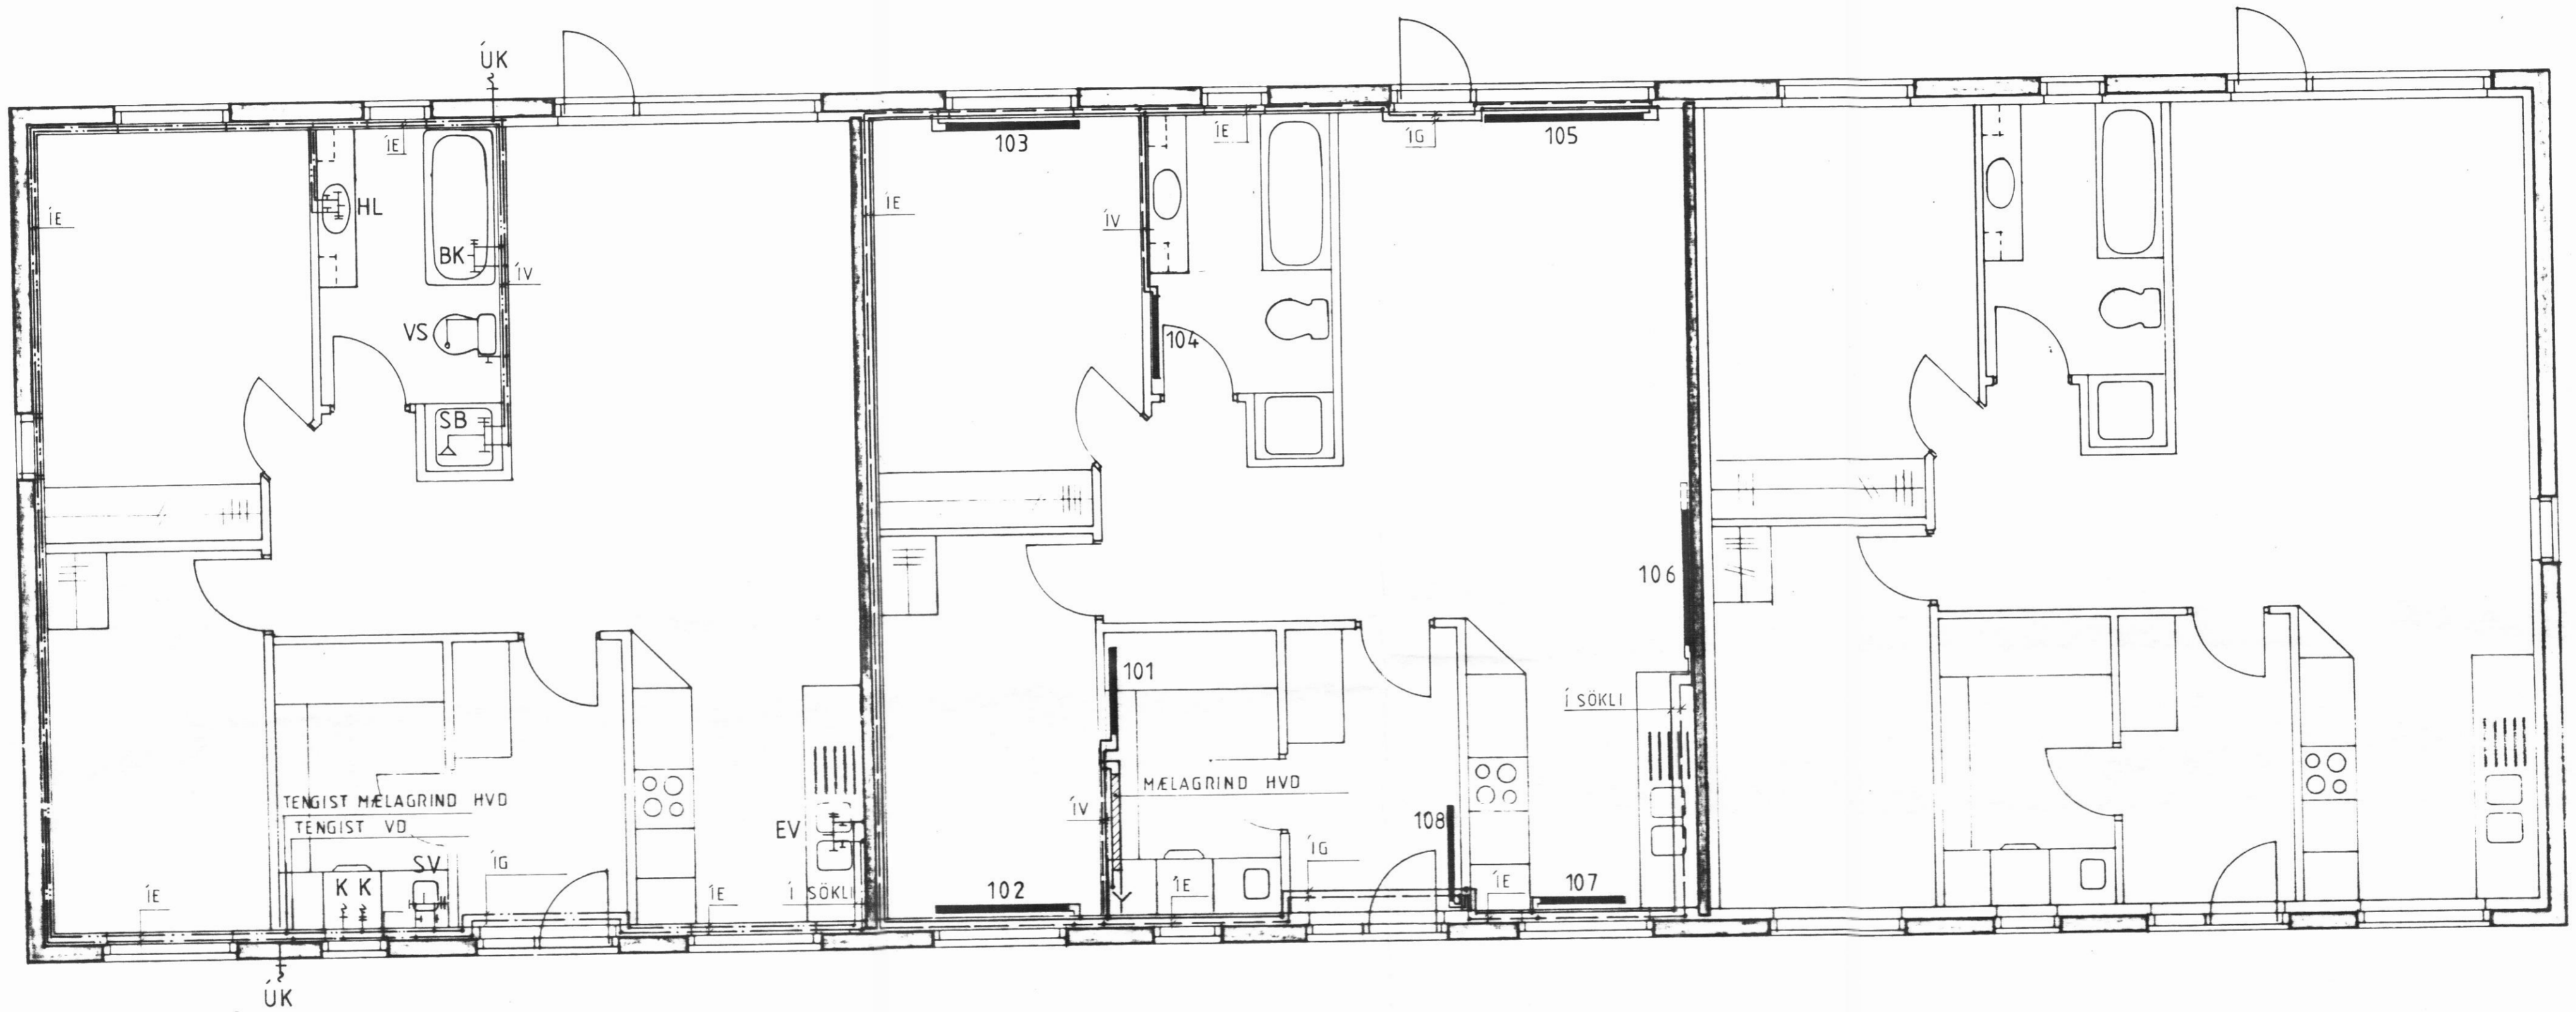 ÚK
ÍE
103
ÍE
ÍG
105
HL
ÍE
ÍE
ÍV
BK
ÍV
VS
104
SB
106
101
Í SÖKLI
TENGIST MÆLAGRIND HVD
MÆLAGRIND HVD
TENGIST VD
ÍV
108
EV
SV
ÍG
ÍG
K K
ÍE
ÍE
Í SÖKLI
102
ÍE
ÍE
107
ÚK